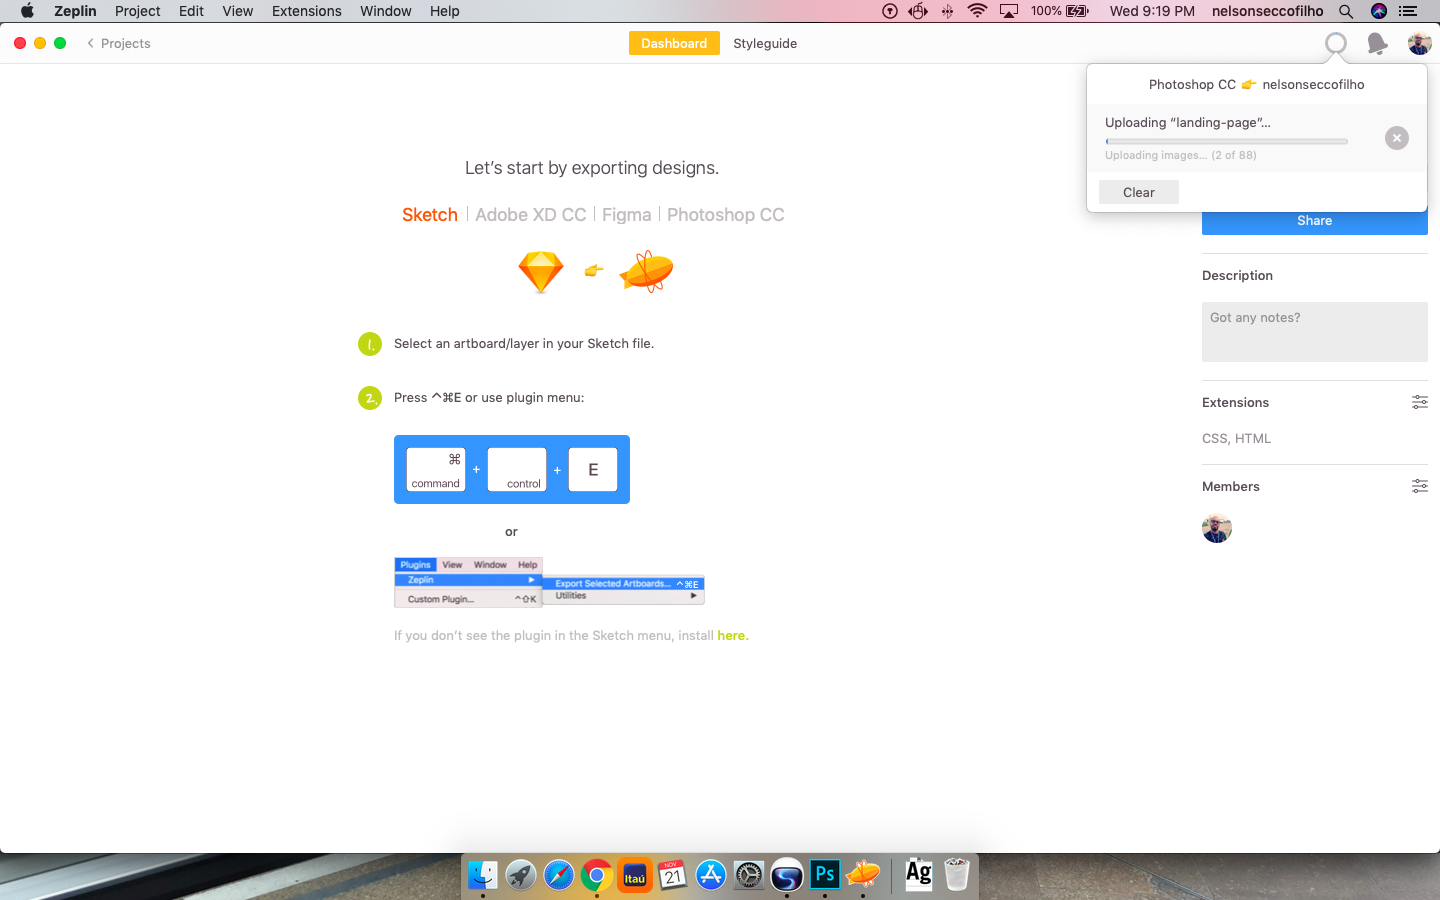 Zeplin Project Edit View Extensions Window Help 100% Wed 9:19 PM nelsonseccofilho
Projects Dashboard Styleguide
Photoshop CC 👉 nelsonseccofilho
Uploading “landing-page”...
Uploading images... (2 of 88)
Clear
Share
Let’s start by exporting designs.
Sketch Adobe XD CC Figma Photoshop CC
1. Select an artboard/layer in your Sketch file.
2. Press ^⌘E or use plugin menu:
⌘
command + control + E
or
Plugins View Window Help
Zeplin
Export Selected Artboards... ^⌘E
Custom Plugin... ^⇧K
Utilities
If you don’t see the plugin in the Sketch menu, install here.
Description
Got any notes?
Extensions
CSS, HTML
Members
Itaú
NOV
21
Ps
Ag